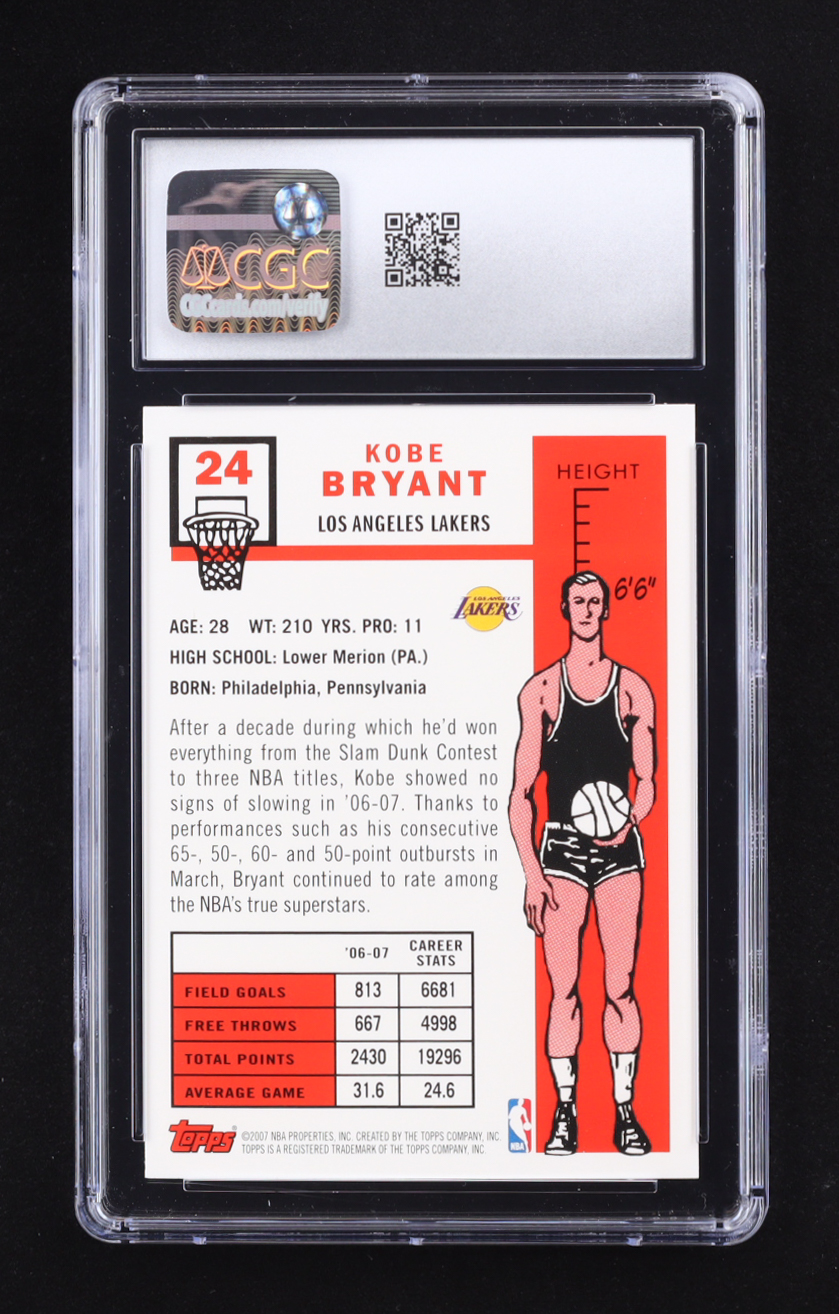 CGC
CGCcards.com/verify
24
KOBE
BRYANT
LOS ANGELES LAKERS
HEIGHT
6'6"
LOS ANGELES
LAKERS
AGE: 28 WT: 210 YRS. PRO: 11
HIGH SCHOOL: Lower Merion (PA.)
BORN: Philadelphia, Pennsylvania
After a decade during which he'd won
everything from the Slam Dunk Contest
to three NBA titles, Kobe showed no
signs of slowing in '06-07. Thanks to
performances such as his consecutive
65-, 50-, 60- and 50-point outbursts in
March, Bryant continued to rate among
the NBA's true superstars.
'06-07 CAREER STATS
FIELD GOALS 813 6681
FREE THROWS 667 4998
TOTAL POINTS 2430 19296
AVERAGE GAME 31.6 24.6
topps®
©2007 NBA PROPERTIES, INC. CREATED BY THE TOPPS COMPANY, INC.
TOPPS IS A REGISTERED TRADEMARK OF THE TOPPS COMPANY, INC.
NBA